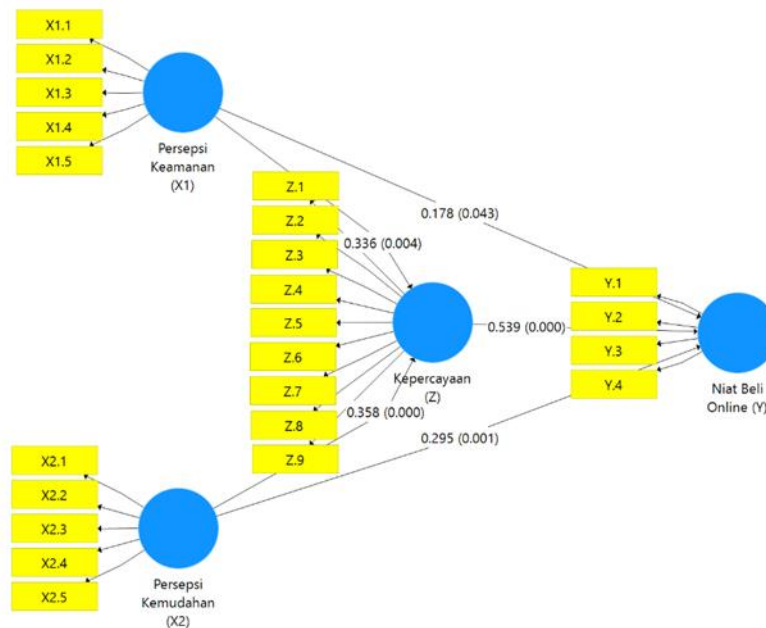 X1.1
X1.2
X1.3
X1.4
X1.5
Persepsi
Keamanan
(X1)
Z.1
Z.2
Z.3
Z.4
Z.5
Z.6
Z.7
Z.8
Z.9
0.336 (0.004)
0.358 (0.000)
Kepercayaan
(Z)
0.178 (0.043)
0.539 (0.000)
0.295 (0.001)
Y.1
Y.2
Y.3
Y.4
Niat Beli
Online (Y)
X2.1
X2.2
X2.3
X2.4
X2.5
Persepsi
Kemudahan
(X2)